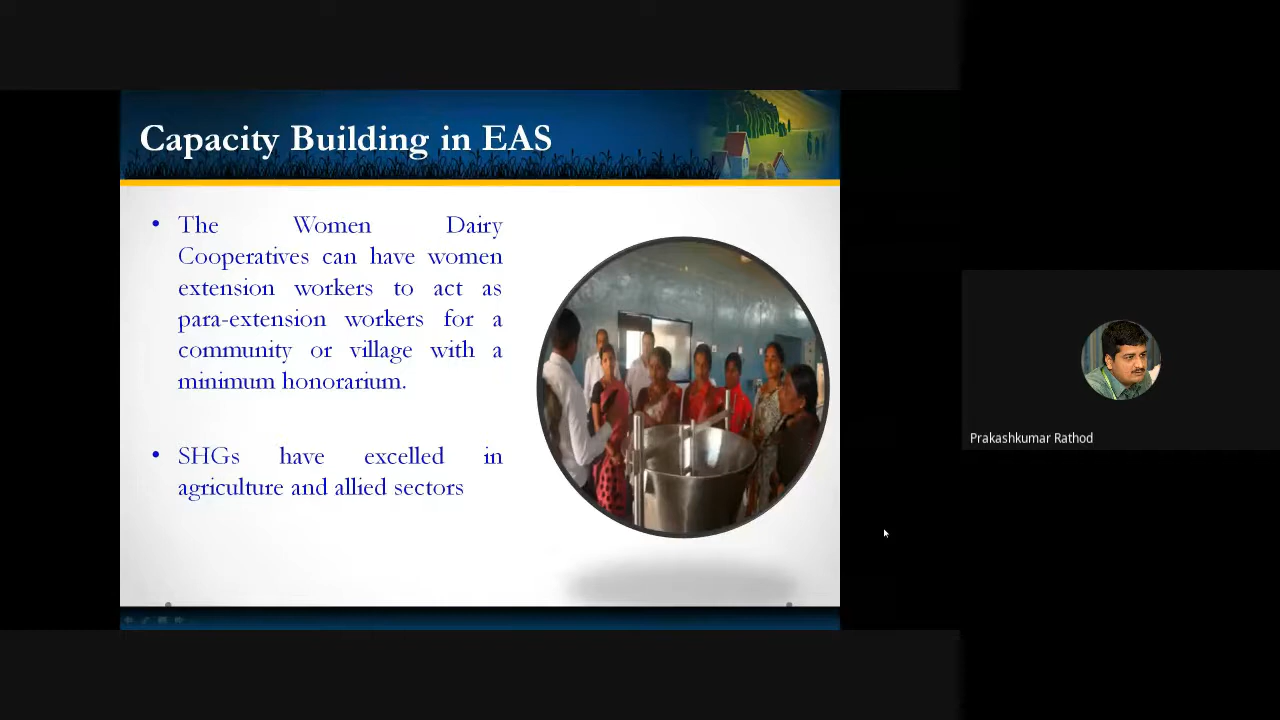 Capacity Building in EAS
• The Women Dairy
Cooperatives can have women
extension workers to act as
para-extension workers for a
community or village with a
minimum honorarium.
• SHGs have excelled in
agriculture and allied sectors
Prakashkumar Rathod